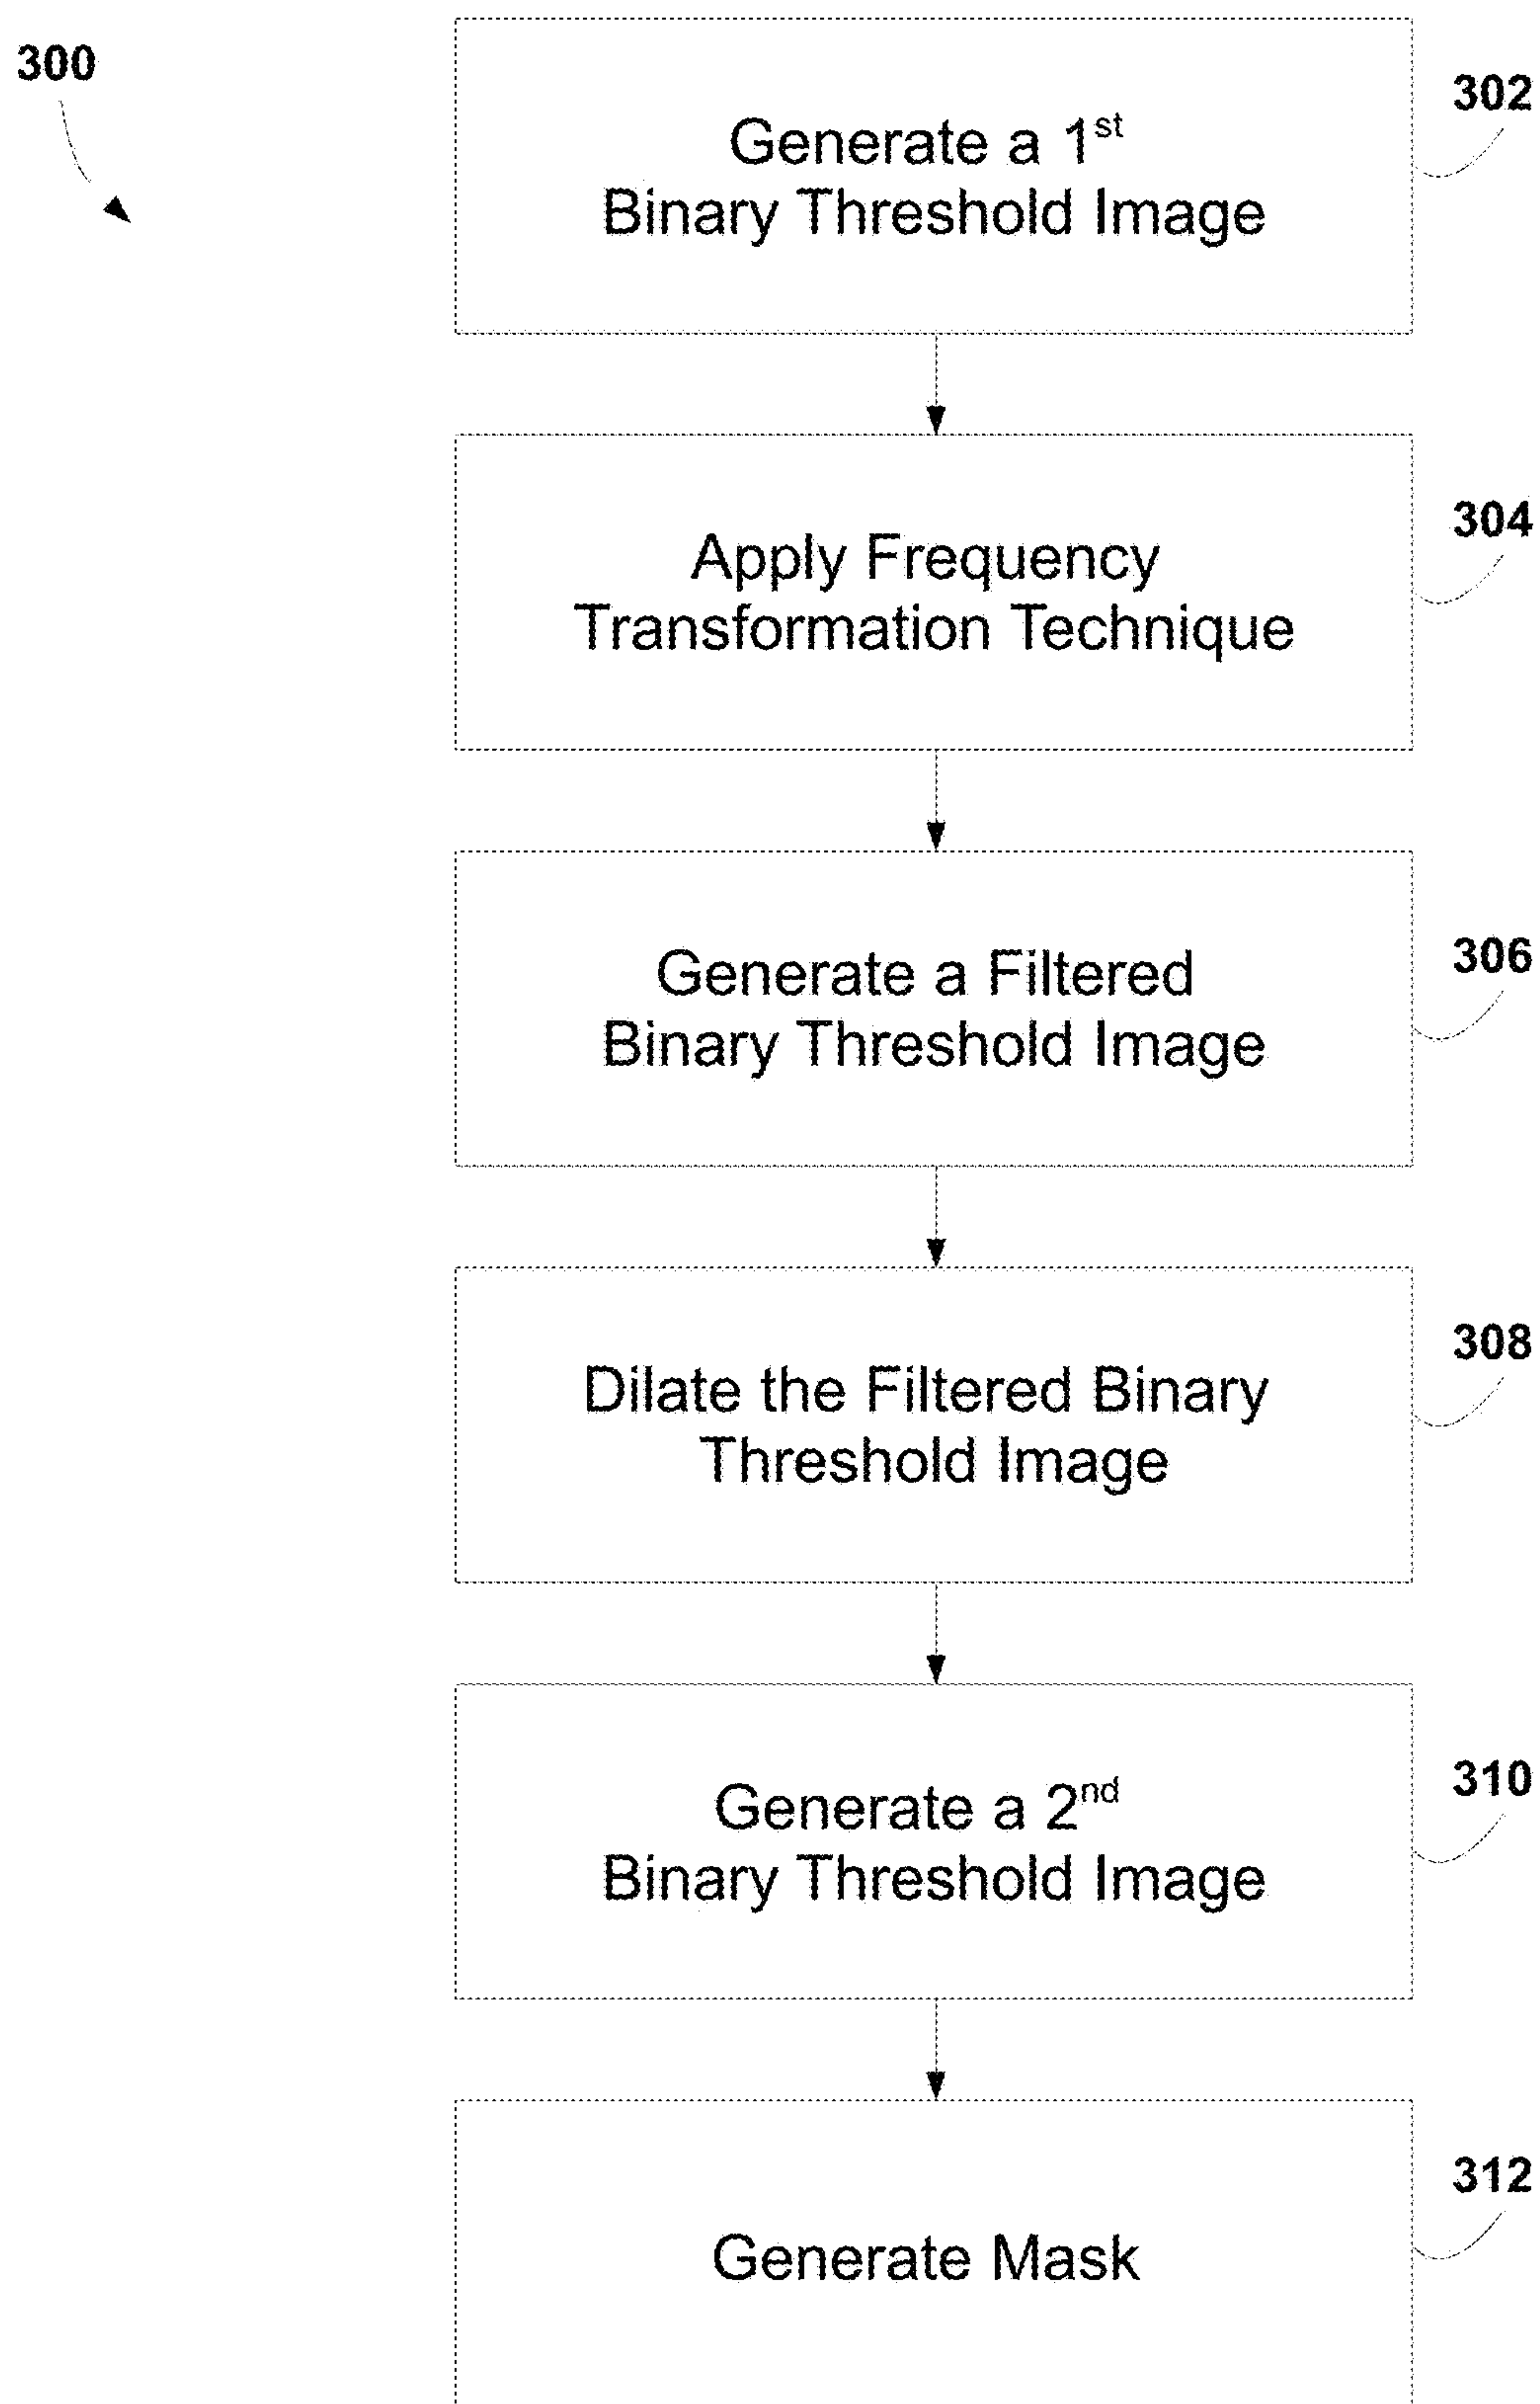 300
302
Generate a 1st
Binary Threshold Image
304
Apply Frequency
Transformation Technique
306
Generate a Filtered
Binary Threshold Image
308
Dilate the Filtered Binary
Threshold Image
310
Generate a 2nd
Binary Threshold Image
312
Generate Mask